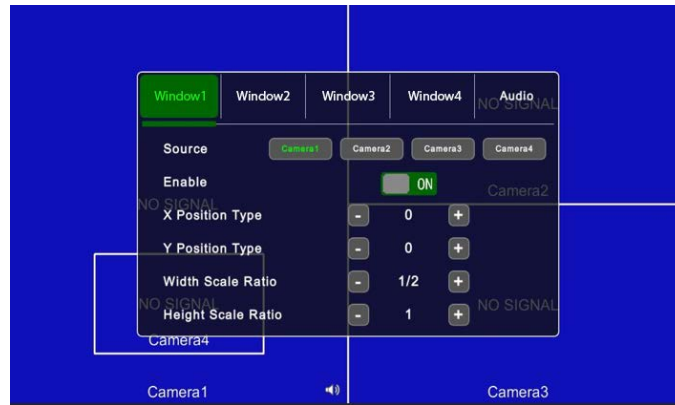 Window1 Window2 Window3 Window4 Audio
NO SIGNAL
Source Camera1 Camera2 Camera3 Camera4
Enable ON
Camera2
NO SIGNAL
X Position Type - 0 +
Y Position Type - 0 +
Width Scale Ratio - 1/2 +
NO SIGNAL NO SIGNAL
Height Scale Ratio - 1 +
Camera4
Camera1 Camera3